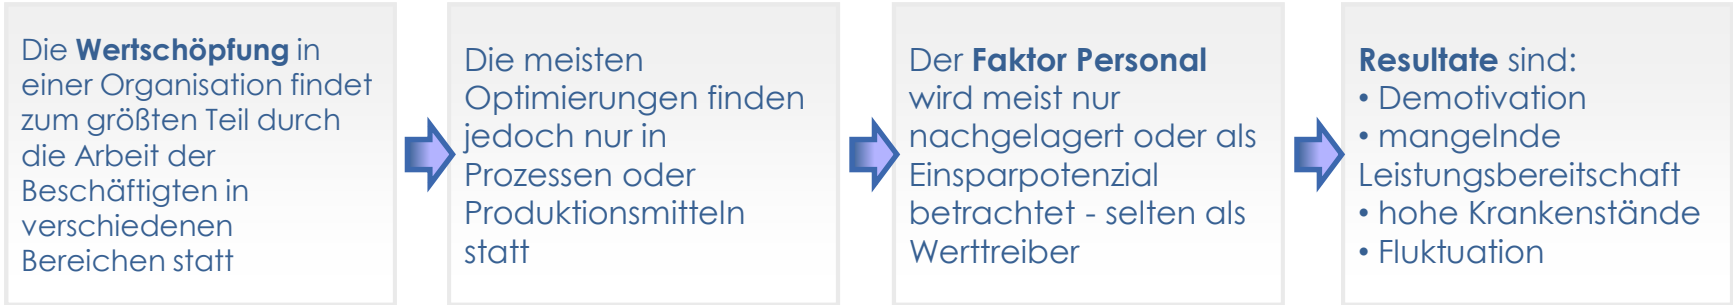 Die Wertschöpfung in
einer Organisation findet
zum größten Teil durch
die Arbeit der
Beschäftigten in
verschiedenen
Bereichen statt
Die meisten
Optimierungen finden
jedoch nur in
Prozessen oder
Produktionsmitteln
statt
Der Faktor Personal
wird meist nur
nachgelagert oder als
Einsparpotenzial
betrachtet - selten als
Werttreiber
Resultate sind:
• Demotivation
• mangelnde
Leistungsbereitschaft
• hohe Krankenstände
• Fluktuation